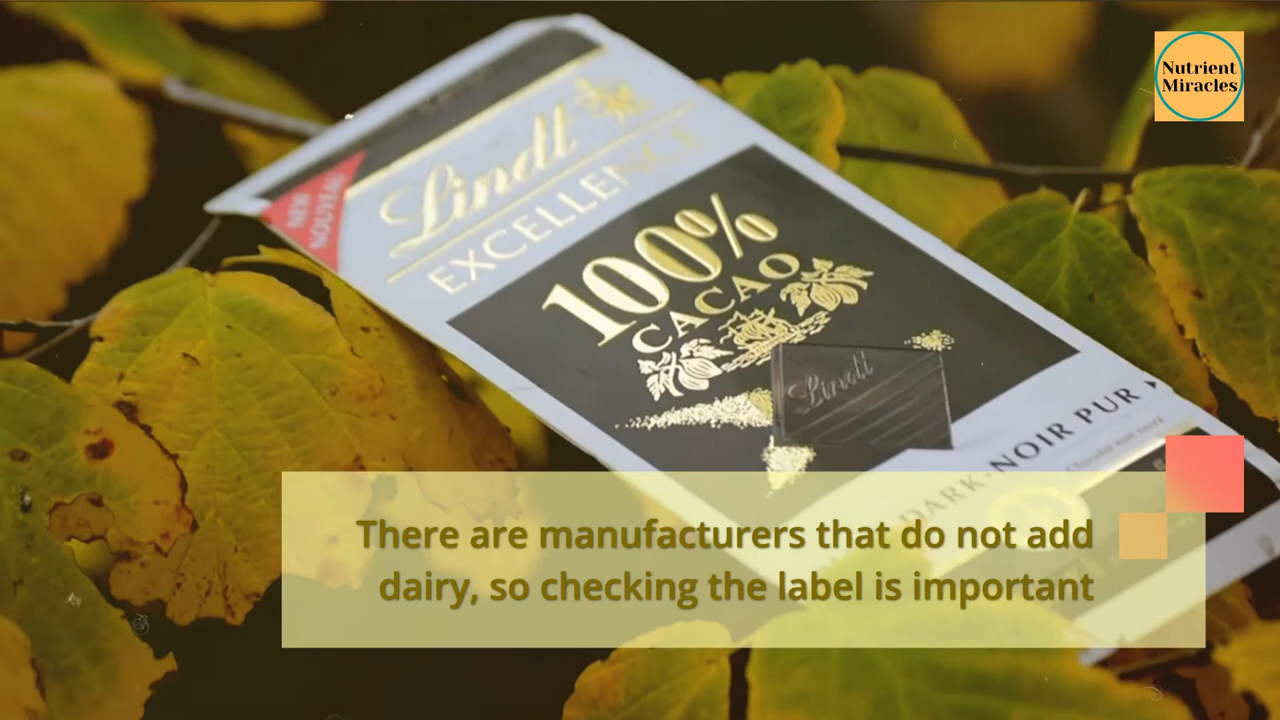 Nutrient
Miracles
NEW
NOUVEAU
Lindt
EXCELLENCE
100%
CACAO
Lindt
DARK·NOIR PUR
There are manufacturers that do not add
dairy, so checking the label is important